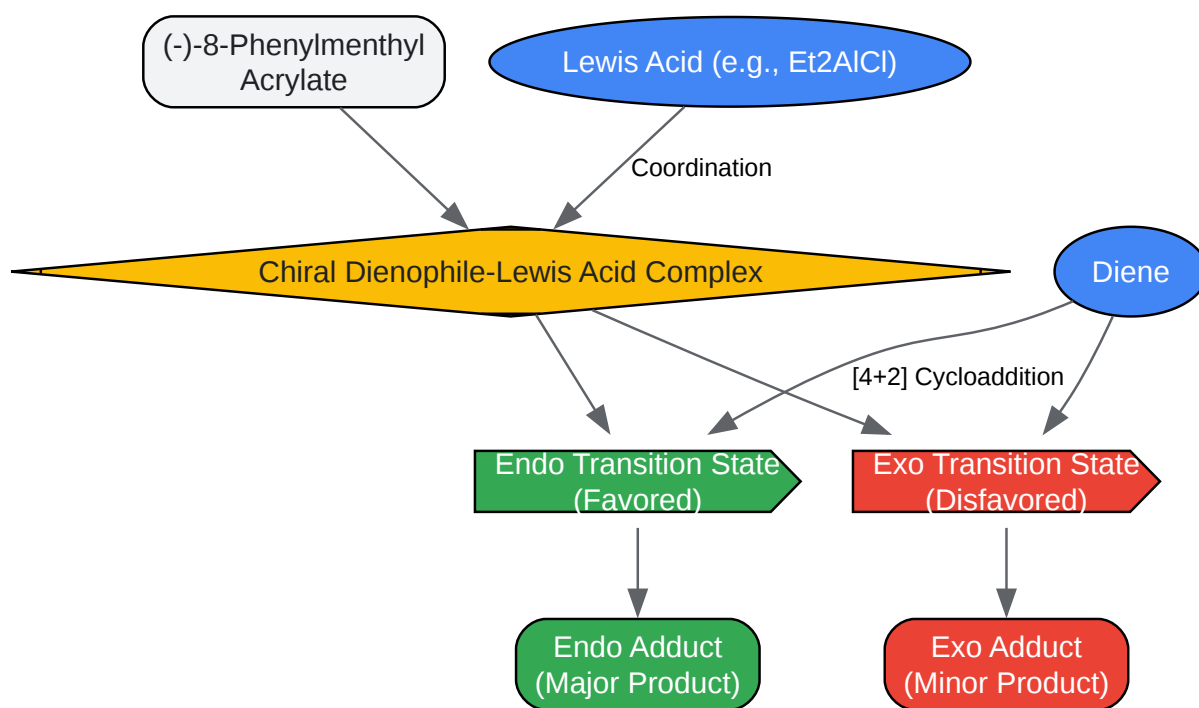 (-)-8-Phenylmenthyl
Acrylate
Lewis Acid (e.g., Et2AlCl)
Coordination
Chiral Dienophile-Lewis Acid Complex
Diene
[4+2] Cycloaddition
Endo Transition State
(Favored)
Exo Transition State
(Disfavored)
Endo Adduct
(Major Product)
Exo Adduct
(Minor Product)